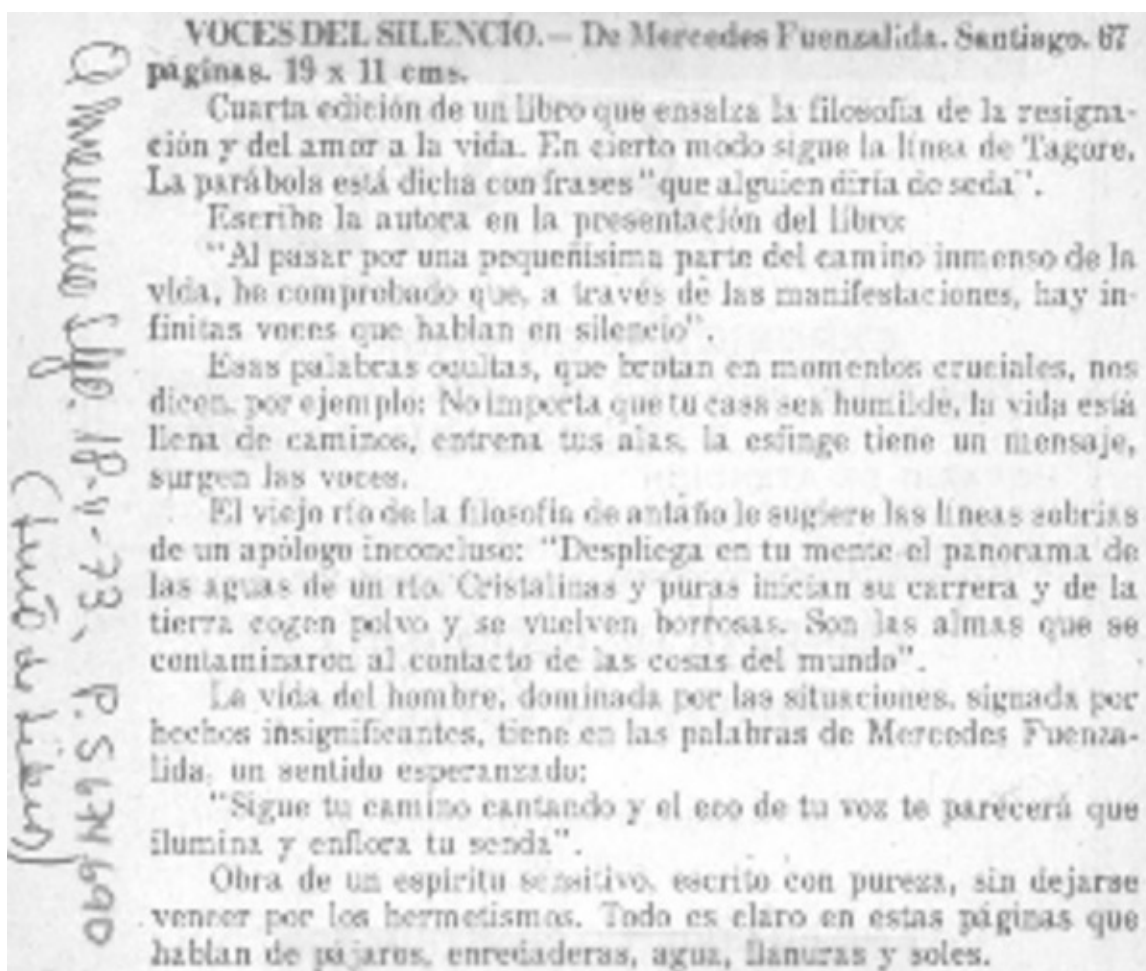 VOCES DEL SILENCIO.— De Mercedes Fuenzalida. Santiago. 67
páginas. 19 x 11 cms.
Cuarta edición de un libro que ensalza la filosofía de la resigna-
ción y del amor a la vida. En cierto modo sigue la línea de Tagore.
La parábola está dicha con frases "que alguien diría de seda".
Escribe la autora en la presentación del libro:
"Al pasar por una pequeñísima parte del camino inmenso de la
vida, he comprobado que, a través de las manifestaciones, hay in-
finitas voces que hablan en silencio".
Esas palabras ocultas, que brotan en momentos cruciales, nos
dicen, por ejemplo: No importa que tu casa sea humilde, la vida está
llena de caminos, entrena tus alas, la esfinge tiene un mensaje,
surgen las voces.
El viejo río de la filosofía de antaño le sugiere las líneas sobrias
de un apólogo inconcluso: "Despliega en tu mente el panorama de
las aguas de un río. Cristalinas y puras inician su carrera y de la
tierra cogen polvo y se vuelven borrosas. Son las almas que se
contaminaron al contacto de las cosas del mundo".
La vida del hombre, dominada por las situaciones, signada por
hechos insignificantes, tiene en las palabras de Mercedes Fuenza-
lida, un sentido esperanzado:
"Sigue tu camino cantando y el eco de tu voz te parecerá que
ilumina y enflora tu senda".
Obra de un espíritu sensitivo, escrito con pureza, sin dejarse
vencer por los hermetismos. Todo es claro en estas páginas que
hablan de pájaros, enredaderas, agua, llanuras y soles.
P. S 67N690